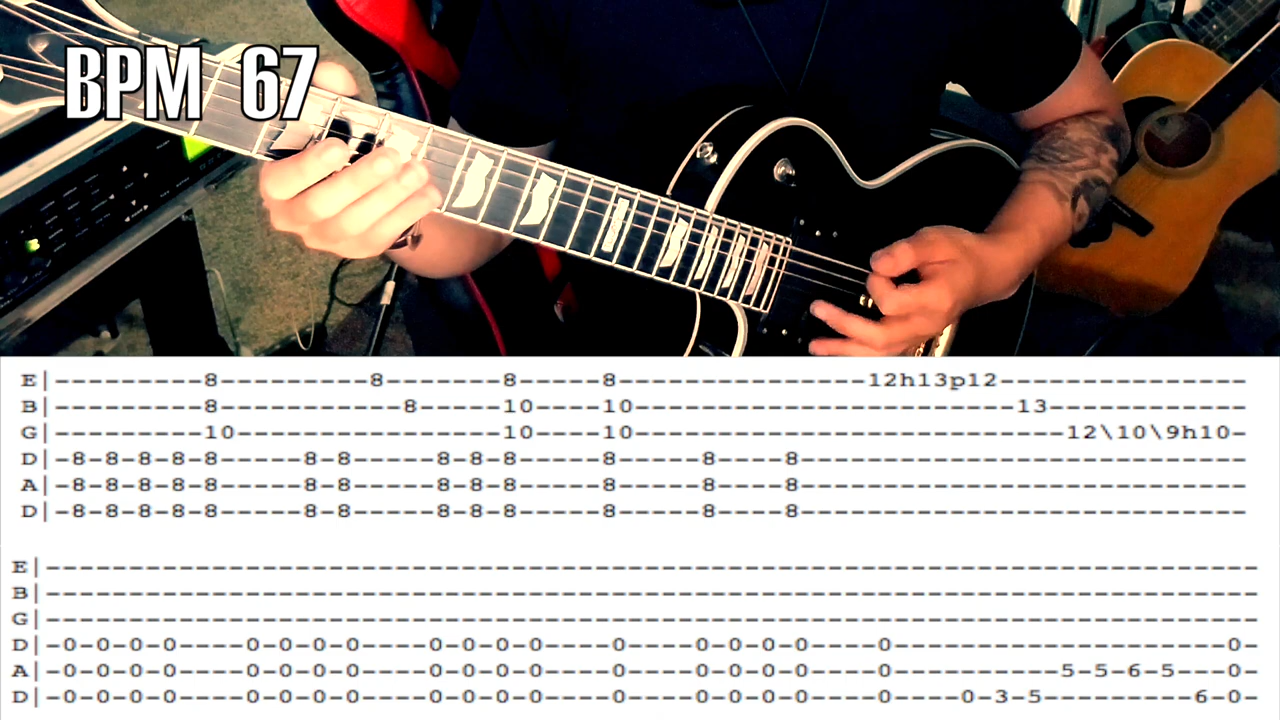 BPM 67
E|---------8---------8-------8-----8---------------12h13p12---------------
B|---------8-----------8-----10----10-----------------------13------------
G|---------10----------------10----10--------------------------12\10\9h10-
D|-8-8-8-8-8-----8-8-----8-8-8-----8-----8----8---------------------------
A|-8-8-8-8-8-----8-8-----8-8-8-----8-----8----8---------------------------
D|-8-8-8-8-8-----8-8-----8-8-8-----8-----8----8---------------------------
E|-------------------------------------------------------------------------
B|-------------------------------------------------------------------------
G|-------------------------------------------------------------------------
D|-0-0-0-0----0-0-0-0----0-0-0-0----0----0-0-0-0----0--------------------0-
A|-0-0-0-0----0-0-0-0----0-0-0-0----0----0-0-0-0----0----------5-5-6-5---0-
D|-0-0-0-0----0-0-0-0----0-0-0-0----0----0-0-0-0----0----0-3-5---------6-0-